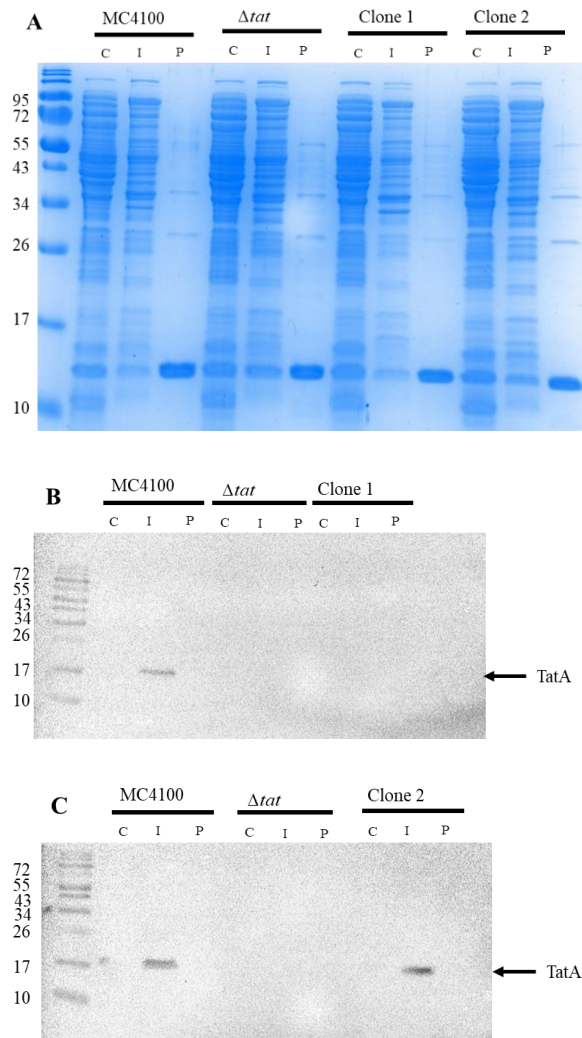 A
MC4100 Δtat Clone 1 Clone 2
C I P C I P C I P C I P
95
72
55
43
34
26
17
10
B
MC4100 Δtat Clone 1
C I P C I P C I P
72
55
43
34
26
17
10
TatA
C
MC4100 Δtat Clone 2
C I P C I P C I P
72
55
43
34
26
17
10
TatA